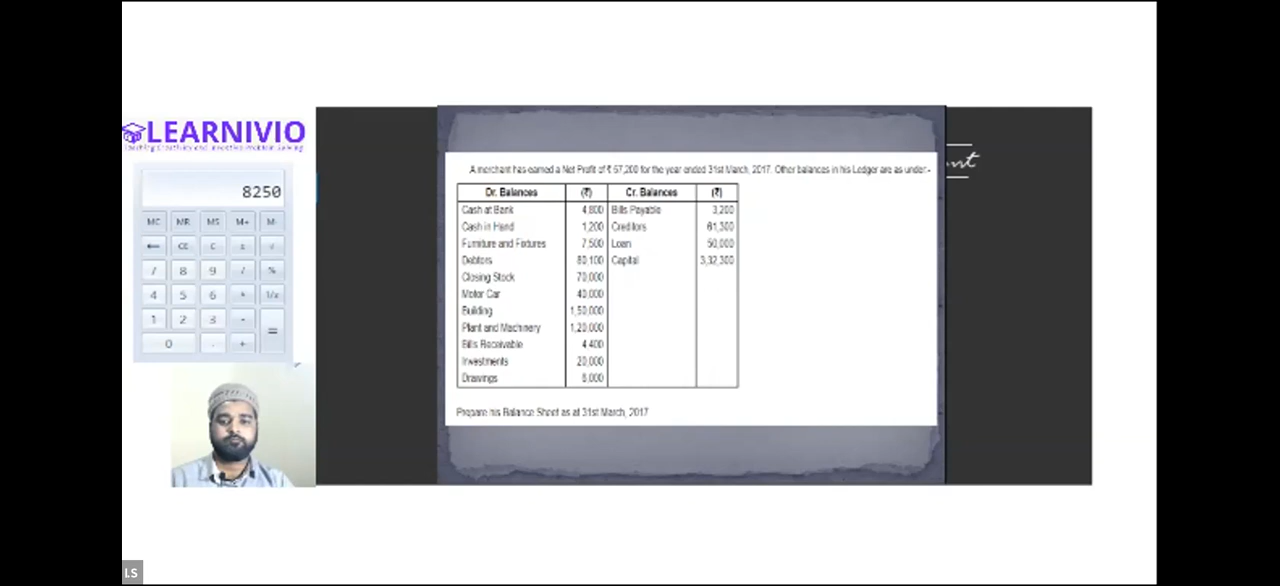 LEARNIVIO
8250
MC MR MS M+ M-
CE C
7 8 9 / %
4 5 6 * 1/x
1 2 3 - =
0 . +
A merchant has earned a Net Profit of ₹ 57,200 for the year ended 31st March, 2017. Other balances in his Ledger are as under:-
Dr. Balances (₹) Cr. Balances (₹)
Cash at Bank 4,800 Bills Payable 3,200
Cash in Hand 1,200 Creditors 61,300
Furniture and Fixtures 7,500 Loan 50,000
Debtors 80,100 Capital 3,32,300
Closing Stock 70,000
Motor Car 40,000
Building 1,50,000
Plant and Machinery 1,20,000
Bills Receivable 4,400
Investments 20,000
Drawings 6,000
Prepare his Balance Sheet as at 31st March, 2017
LS